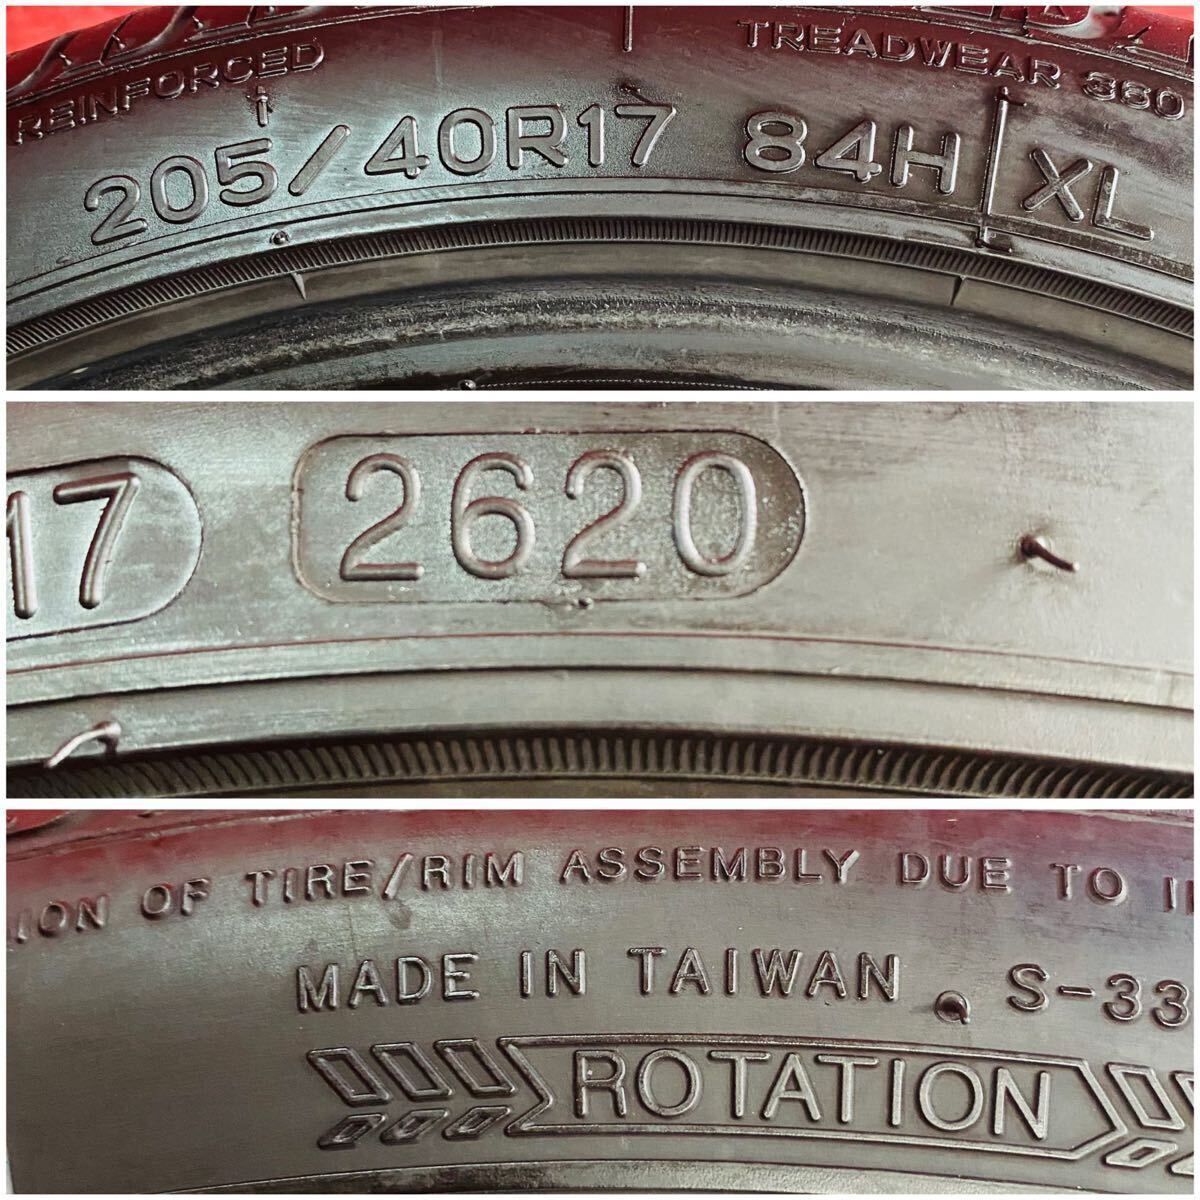 REINFORCED
TREADWEAR 360
205/40R17 84H XL
17 2620
ION OF TIRE/RIM ASSEMBLY DUE TO
MADE IN TAIWAN S-33
ROTATION